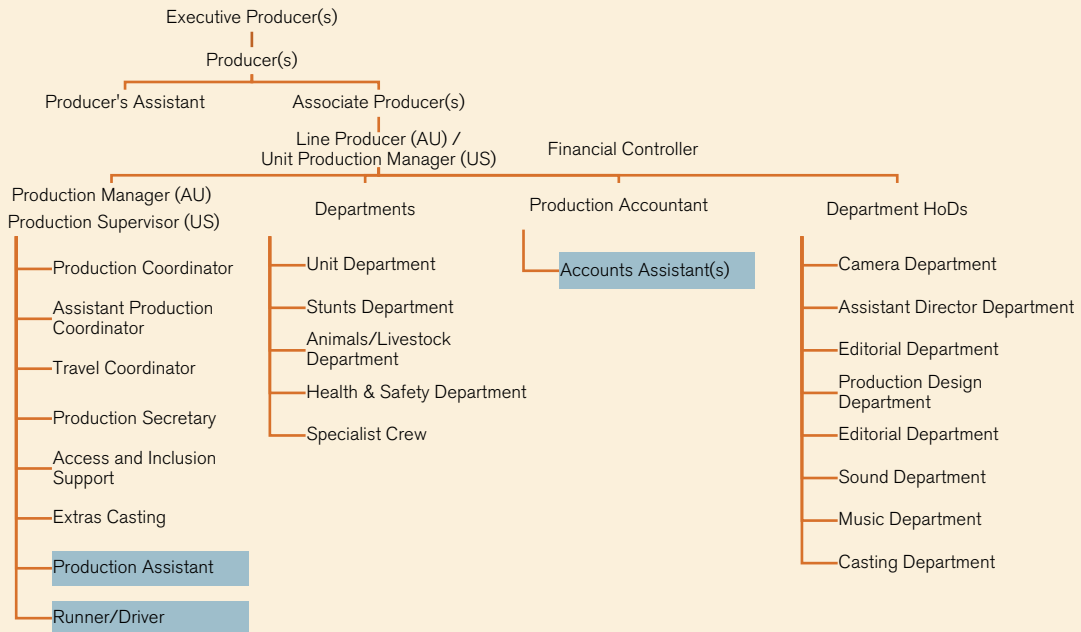 Executive Producer(s)
Producer(s)
Producer's Assistant
Associate Producer(s)
Line Producer (AU) /
Unit Production Manager (US)
Financial Controller
Production Manager (AU)
Production Supervisor (US)
Production Coordinator
Assistant Production
Coordinator
Travel Coordinator
Production Secretary
Access and Inclusion
Support
Extras Casting
Production Assistant
Runner/Driver
Departments
Unit Department
Stunts Department
Animals/Livestock
Department
Health & Safety Department
Specialist Crew
Production Accountant
Accounts Assistant(s)
Department HoDs
Camera Department
Assistant Director Department
Editorial Department
Production Design
Department
Editorial Department
Sound Department
Music Department
Casting Department